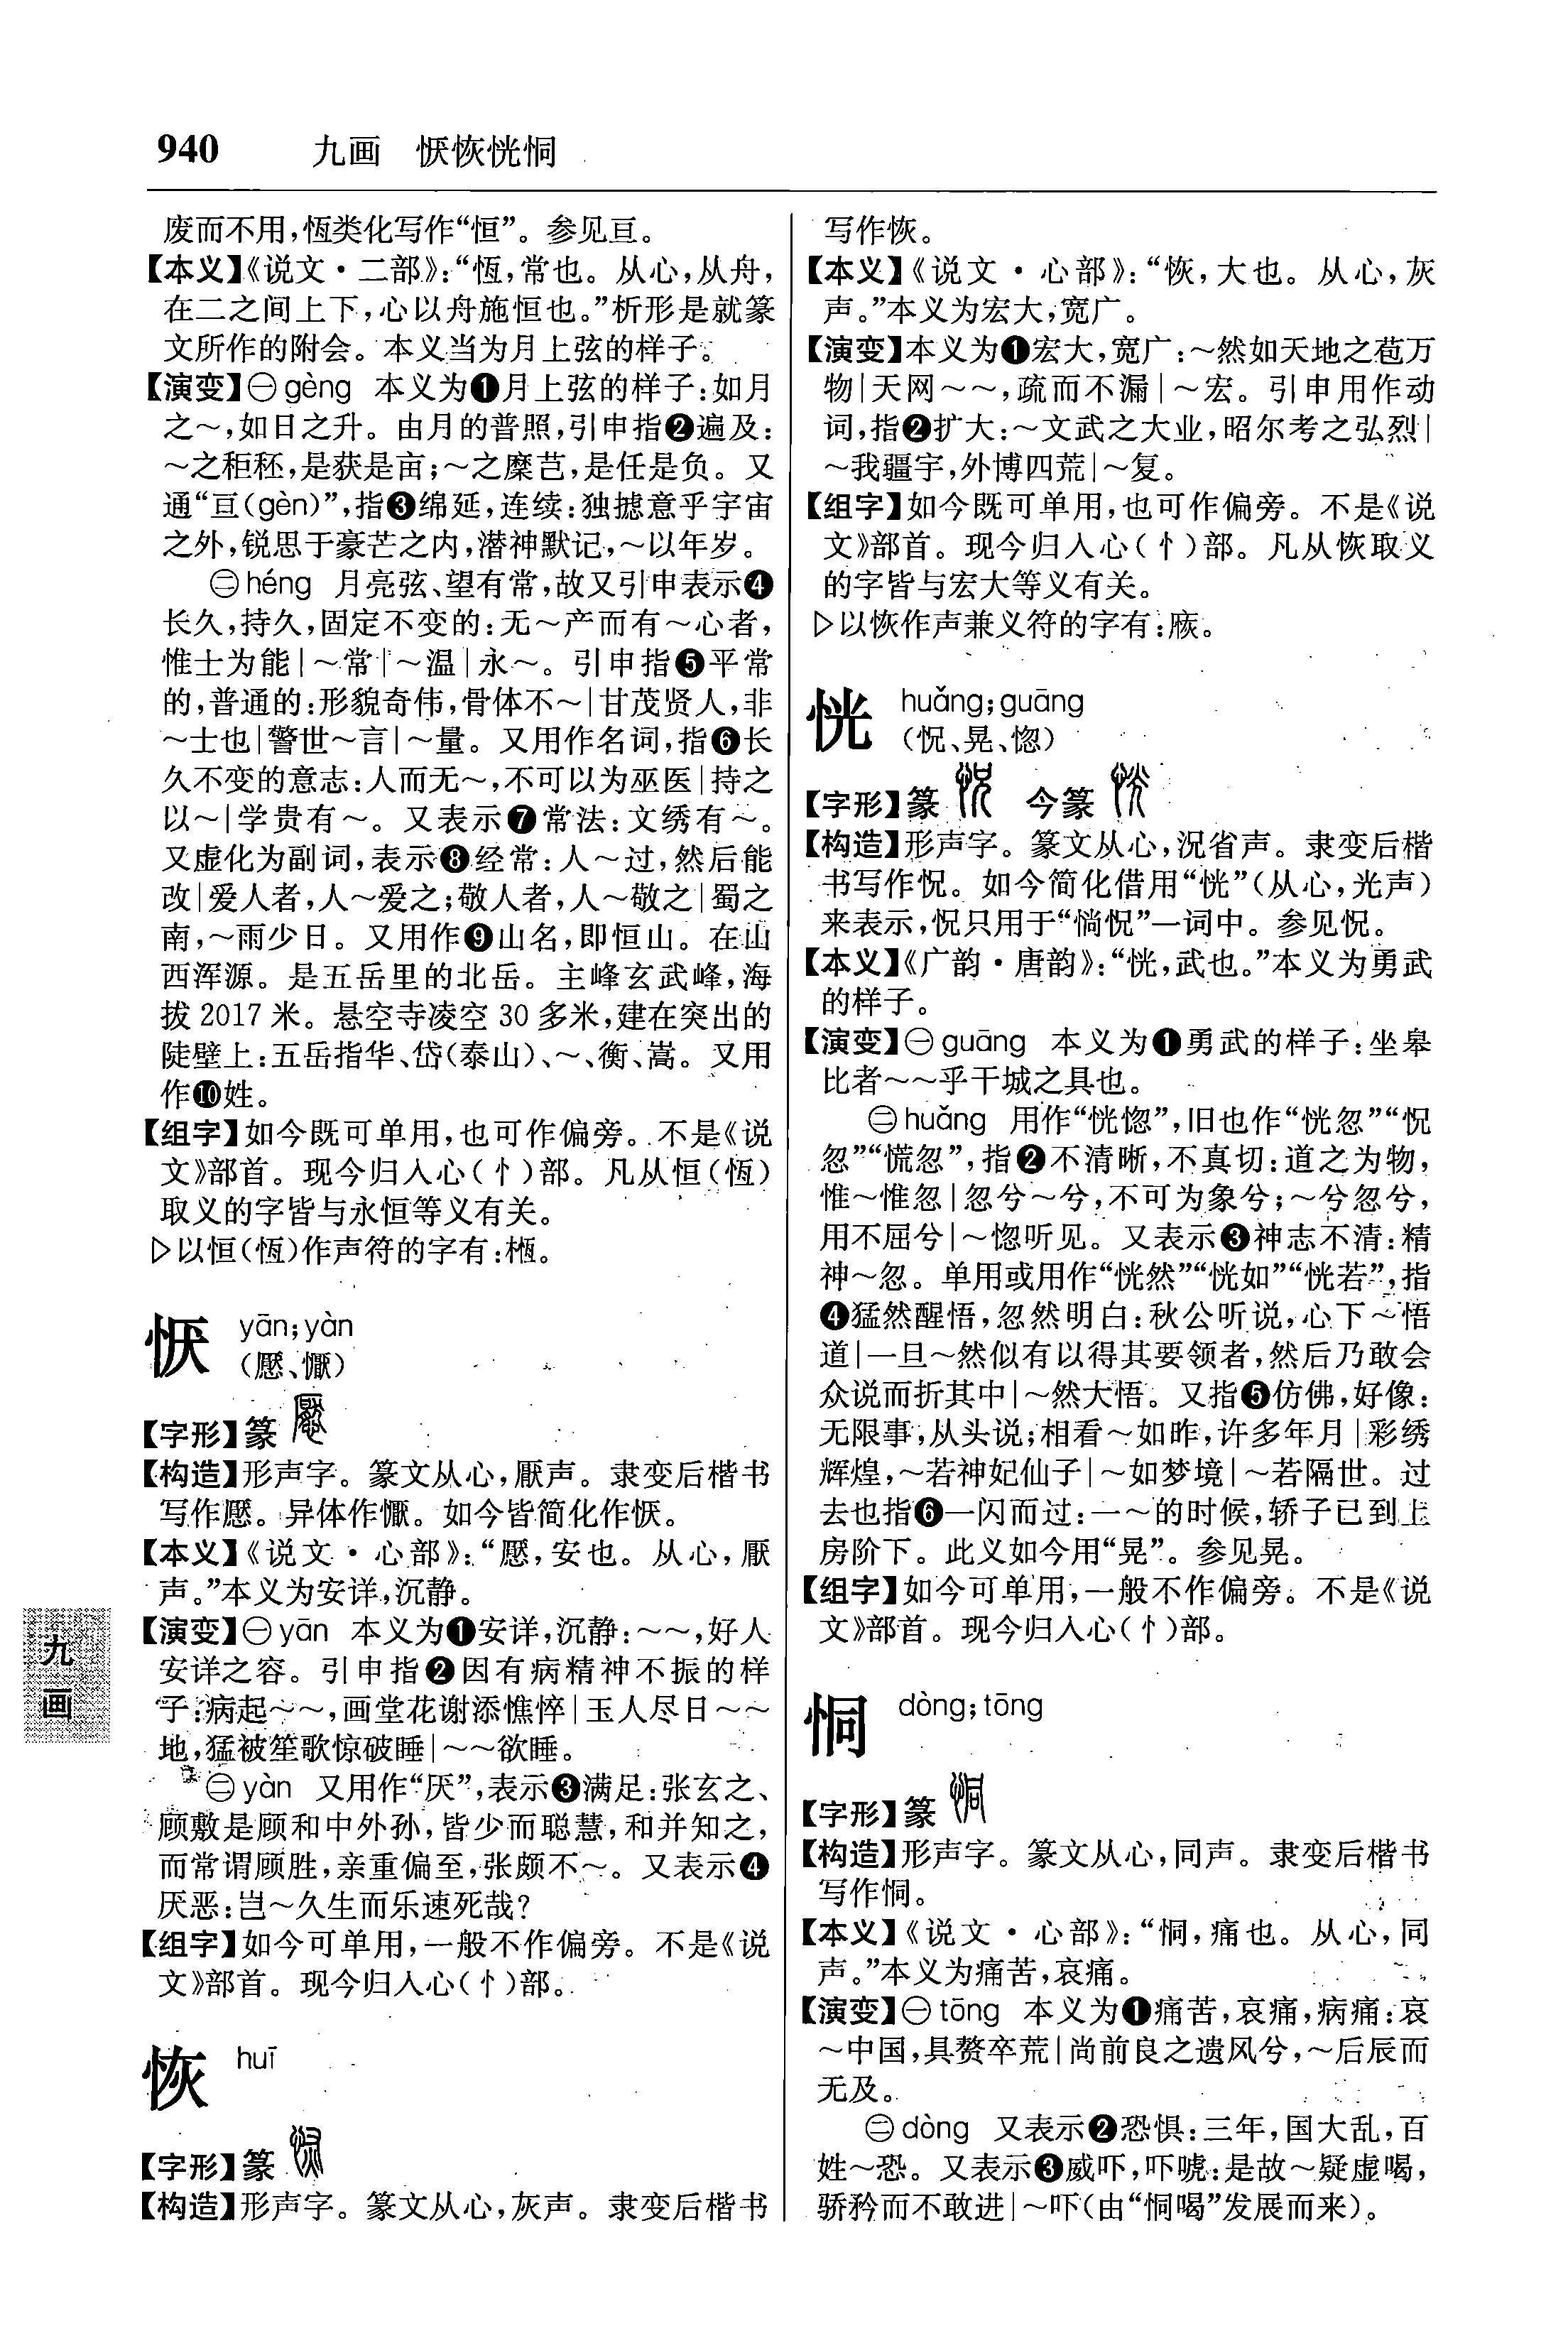 940 九画 恹恢恍恫
废而不用,恆类化写作“恒”。参见亘。
【本义】《说文·二部》:“恆,常也。从心,从舟,
在二之间上下,心以舟施恒也。”析形是就篆
文所作的附会。本义当为月上弦的样子。
【演变】㊀gèng 本义为❶月上弦的样子:如月
之～,如日之升。由月的普照,引申指❷遍及:
～之秬秠,是获是亩;～之糜芑,是任是负。又
通“亘(gèn)”,指❸绵延,连续:独摅意乎宇宙
之外,锐思于豪芒之内,潜神默记,～以年岁。
㊁héng 月亮弦、望有常,故又引申表示❹
长久,持久,固定不变的:无～产而有～心者,
惟士为能|～常|～温|永～。引申指❺平常
的,普通的:形貌奇伟,骨体不～|甘茂贤人,非
～士也|警世～言|～量。又用作名词,指❻长
久不变的意志:人而无～,不可以为巫医|持之
以～|学贵有～。又表示❼常法:文绣有～。
又虚化为副词,表示❽经常:人～过,然后能
改|爱人者,人～爱之;敬人者,人～敬之|蜀之
南,～雨少日。又用作❾山名,即恒山。在山
西浑源。是五岳里的北岳。主峰玄武峰,海
拔2017米。悬空寺凌空30多米,建在突出的
陡壁上:五岳指华、岱(泰山)、～、衡、嵩。又用
作❿姓。
【组字】如今既可单用,也可作偏旁。不是《说
文》部首。现今归入心(忄)部。凡从恒(恆)
取义的字皆与永恒等义有关。
▷以恒(恆)作声符的字有:㮓。
恹 yān;yàn
(懕、懨)
【字形】篆
【构造】形声字。篆文从心,厭声。隶变后楷书
写作懕。异体作懨。如今皆简化作恹。
【本义】《说文·心部》:“懕,安也。从心,厭
声。”本义为安详,沉静。
【演变】㊀yān 本义为❶安详,沉静:～～,好人
安详之容。引申指❷因有病精神不振的样
子:病起～～,画堂花谢添憔悴|玉人尽日～～
地,猛被笙歌惊破睡|～～欲睡。
㊁yàn 又用作“厌”,表示❸满足:张玄之、
顾敷是顾和中外孙,皆少而聪慧,和并知之,
而常谓顾胜,亲重偏至,张颇不～。又表示❹
厌恶:岂～久生而乐速死哉?
【组字】如今可单用,一般不作偏旁。不是《说
文》部首。现今归入心(忄)部。
恢 huī
【字形】篆
【构造】形声字。篆文从心,灰声。隶变后楷书
写作恢。
【本义】《说文·心部》:“恢,大也。从心,灰
声。”本义为宏大,宽广。
【演变】本义为❶宏大,宽广:～然如天地之苞万
物|天网～～,疏而不漏|～宏。引申用作动
词,指❷扩大:～文武之大业,昭尔考之弘烈|
～我疆宇,外博四荒|～复。
【组字】如今既可单用,也可作偏旁。不是《说
文》部首。现今归入心(忄)部。凡从恢取义
的字皆与宏大等义有关。
▷以恢作声兼义符的字有:㾇。
恍 huǎng;guāng
(怳、晃、惚)
【字形】篆 今篆
【构造】形声字。篆文从心,況省声。隶变后楷
书写作怳。如今简化借用“恍”(从心,光声)
来表示,怳只用于“惝怳”一词中。参见怳。
【本义】《广韵·唐韵》:“恍,武也。”本义为勇武
的样子。
【演变】㊀guāng 本义为❶勇武的样子:坐皋
比者～～乎干城之具也。
㊁huǎng 用作“恍惚”,旧也作“恍忽”“怳
忽”“慌忽”,指❷不清晰,不真切:道之为物,
惟～惟忽|忽兮～兮,不可为象兮;～兮忽兮,
用不屈兮|～惚听见。又表示❸神志不清:精
神～忽。单用或用作“恍然”“恍如”“恍若”,指
❹猛然醒悟,忽然明白:秋公听说,心下～悟
道|一旦～然似有以得其要领者,然后乃敢会
众说而折其中|～然大悟。又指❺仿佛,好像:
无限事,从头说;相看～如昨,许多年月|彩绣
辉煌,～若神妃仙子|～如梦境|～若隔世。过
去也指❻一闪而过:一～的时候,轿子已到上
房阶下。此义如今用“晃”。参见晃。
【组字】如今可单用,一般不作偏旁。不是《说
文》部首。现今归入心(忄)部。
恫 dòng;tōng
【字形】篆
【构造】形声字。篆文从心,同声。隶变后楷书
写作恫。
【本义】《说文·心部》:“恫,痛也。从心,同
声。”本义为痛苦,哀痛。
【演变】㊀tōng 本义为❶痛苦,哀痛,病痛:哀
～中国,具赘卒荒|尚前良之遗风兮,～后辰而
无及。
㊁dòng 又表示❷恐惧:三年,国大乱,百
姓～恐。又表示❸威吓,吓唬:是故～疑虚喝,
骄矜而不敢进|～吓(由“恫喝”发展而来)。
九
画